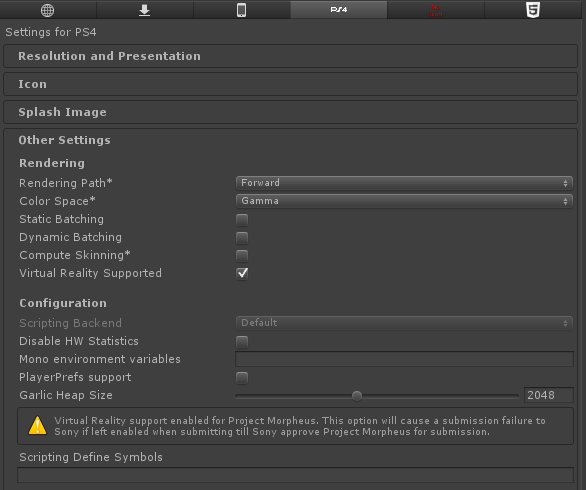 PS4
Settings for PS4
Resolution and Presentation
Icon
Splash Image
Other Settings
Rendering
Rendering Path* Forward
Color Space* Gamma
Static Batching
Dynamic Batching
Compute Skinning*
Virtual Reality Supported
Configuration
Scripting Backend Default
Disable HW Statistics
Mono environment variables
PlayerPrefs support
Garlic Heap Size 2048
Virtual Reality support enabled for Project Morpheus. This option will cause a submission failure to
Sony if left enabled when submitting till Sony approve Project Morpheus for submission.
Scripting Define Symbols